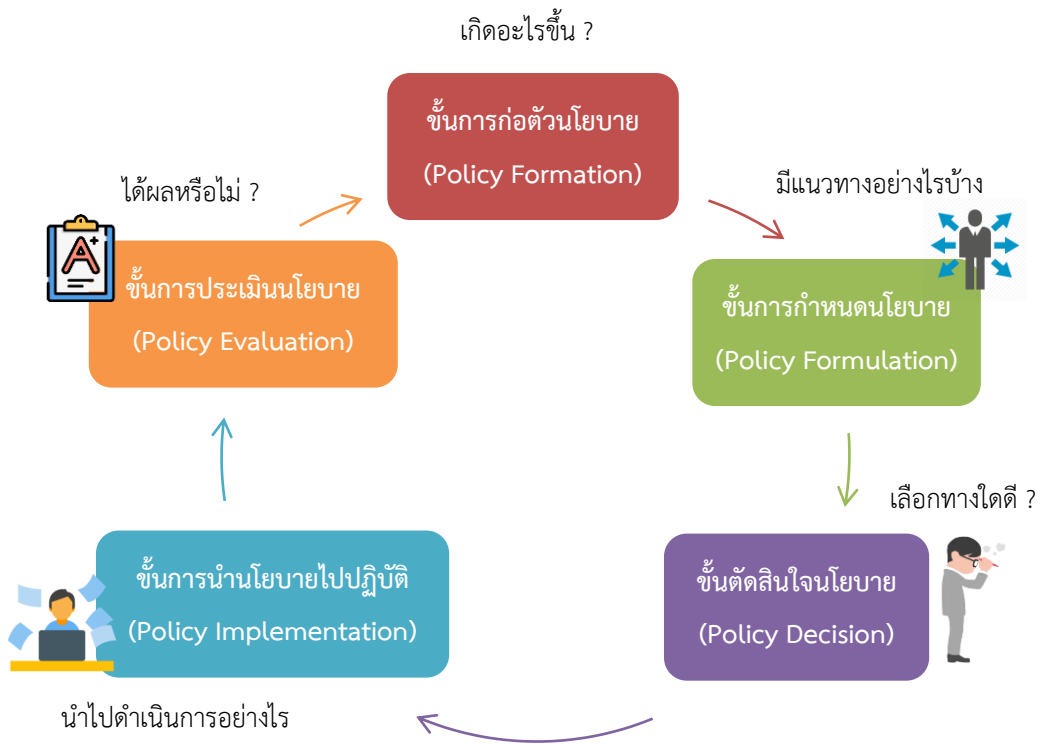 เกิดอะไรขึ้น ?
ขั้นการก่อตัวนโยบาย
(Policy Formation)
มีแนวทางอย่างไรบ้าง
ขั้นการกำหนดนโยบาย
(Policy Formulation)
เลือกทางใดดี ?
ขั้นตัดสินใจนโยบาย
(Policy Decision)
ขั้นการนำนโยบายไปปฏิบัติ
(Policy Implementation)
นำไปดำเนินการอย่างไร
ได้ผลหรือไม่ ?
A+
ขั้นการประเมินนโยบาย
(Policy Evaluation)